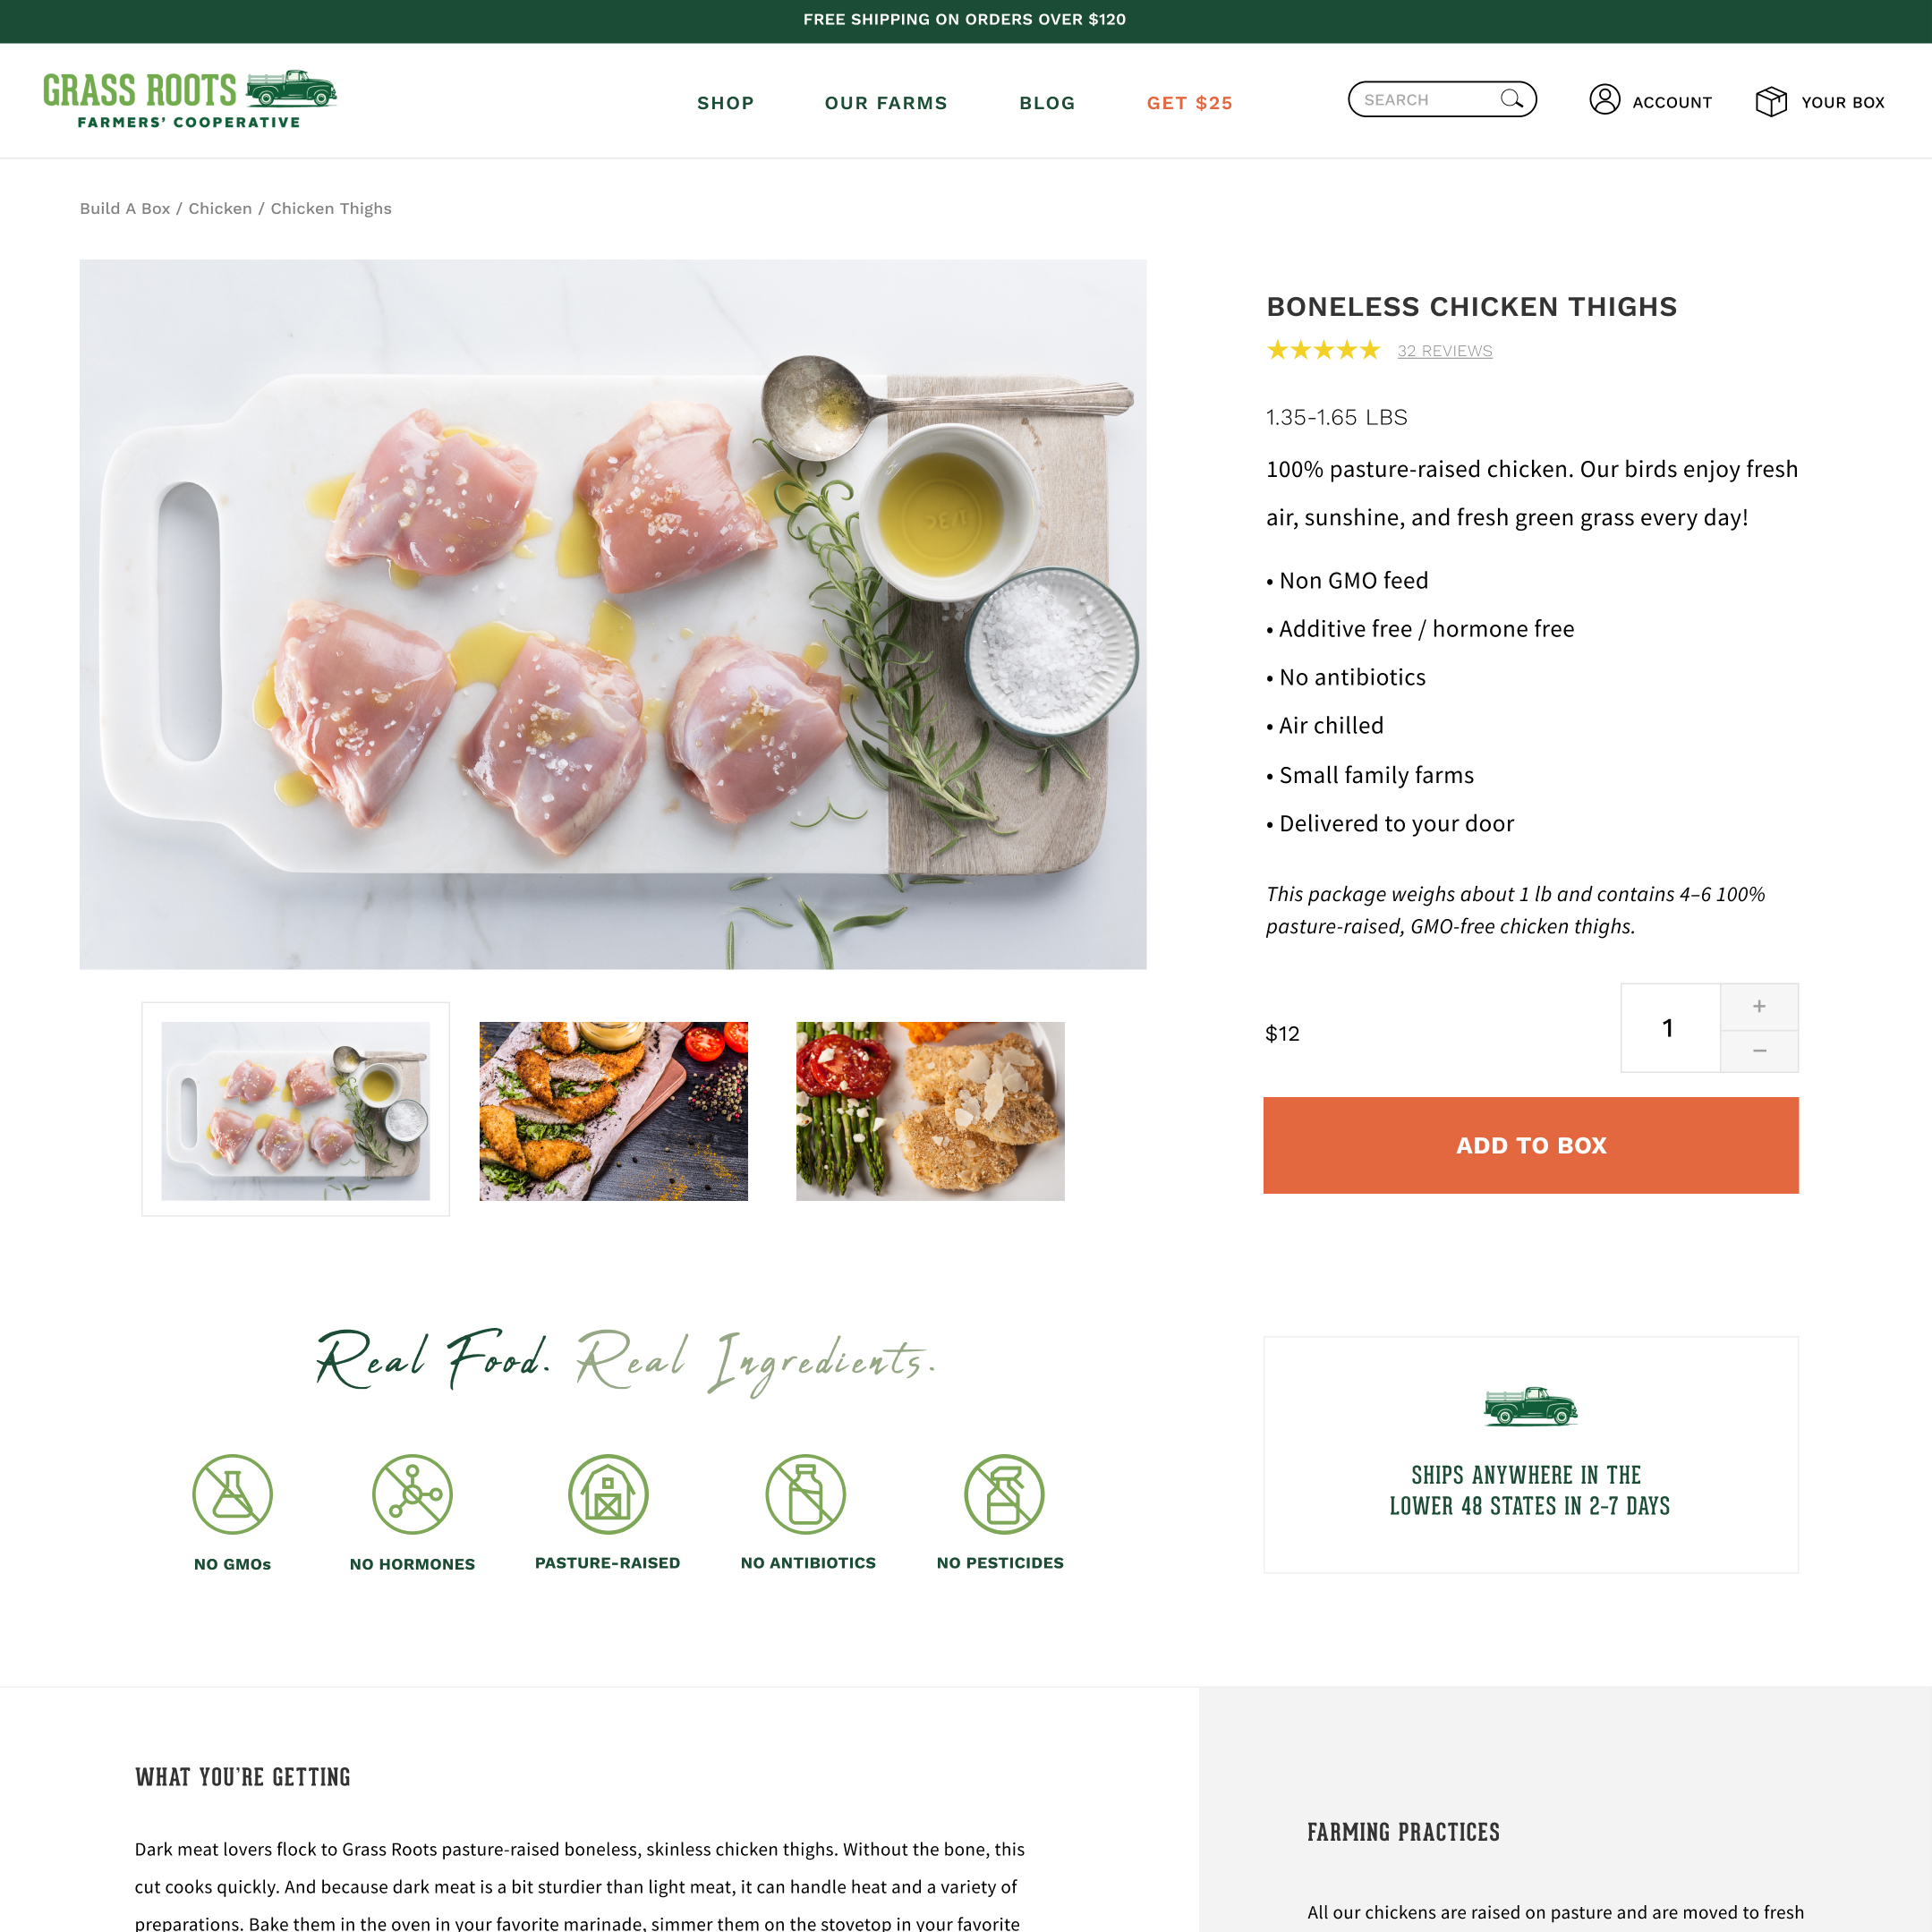 FREE SHIPPING ON ORDERS OVER $120
GRASS ROOTS
FARMERS’ COOPERATIVE
SHOP
OUR FARMS
BLOG
GET $25
SEARCH
ACCOUNT
YOUR BOX
Build A Box / Chicken / Chicken Thighs
BONELESS CHICKEN THIGHS
32 REVIEWS
1.35-1.65 LBS
100% pasture-raised chicken. Our birds enjoy fresh
air, sunshine, and fresh green grass every day!
• Non GMO feed
• Additive free / hormone free
• No antibiotics
• Air chilled
• Small family farms
• Delivered to your door
This package weighs about 1 lb and contains 4–6 100%
pasture-raised, GMO-free chicken thighs.
$12
1
+
−
ADD TO BOX
Real Food. Real Ingredients.
NO GMOs
NO HORMONES
PASTURE-RAISED
NO ANTIBIOTICS
NO PESTICIDES
SHIPS ANYWHERE IN THE
LOWER 48 STATES IN 2-7 DAYS
WHAT YOU’RE GETTING
Dark meat lovers flock to Grass Roots pasture-raised boneless, skinless chicken thighs. Without the bone, this
cut cooks quickly. And because dark meat is a bit sturdier than light meat, it can handle heat and a variety of
preparations. Bake them in the oven in your favorite marinade, simmer them on the stovetop in your favorite
FARMING PRACTICES
All our chickens are raised on pasture and are moved to fresh